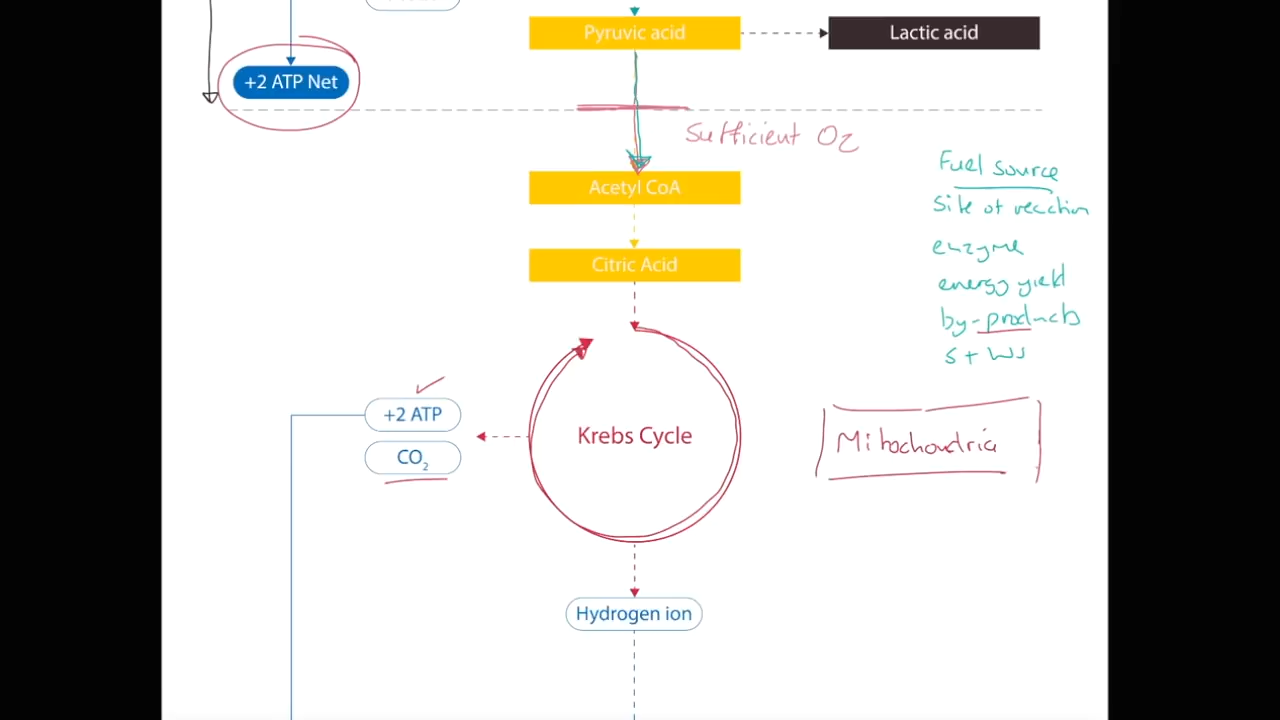 Pyruvic acid
Lactic acid
+2 ATP Net
Sufficient O2
Acetyl CoA
Citric Acid
Fuel source
Site of reaction
enzyme
energy yield
by-products
S + Ws
+2 ATP
CO2
Krebs Cycle
Mitochondria
Hydrogen ion